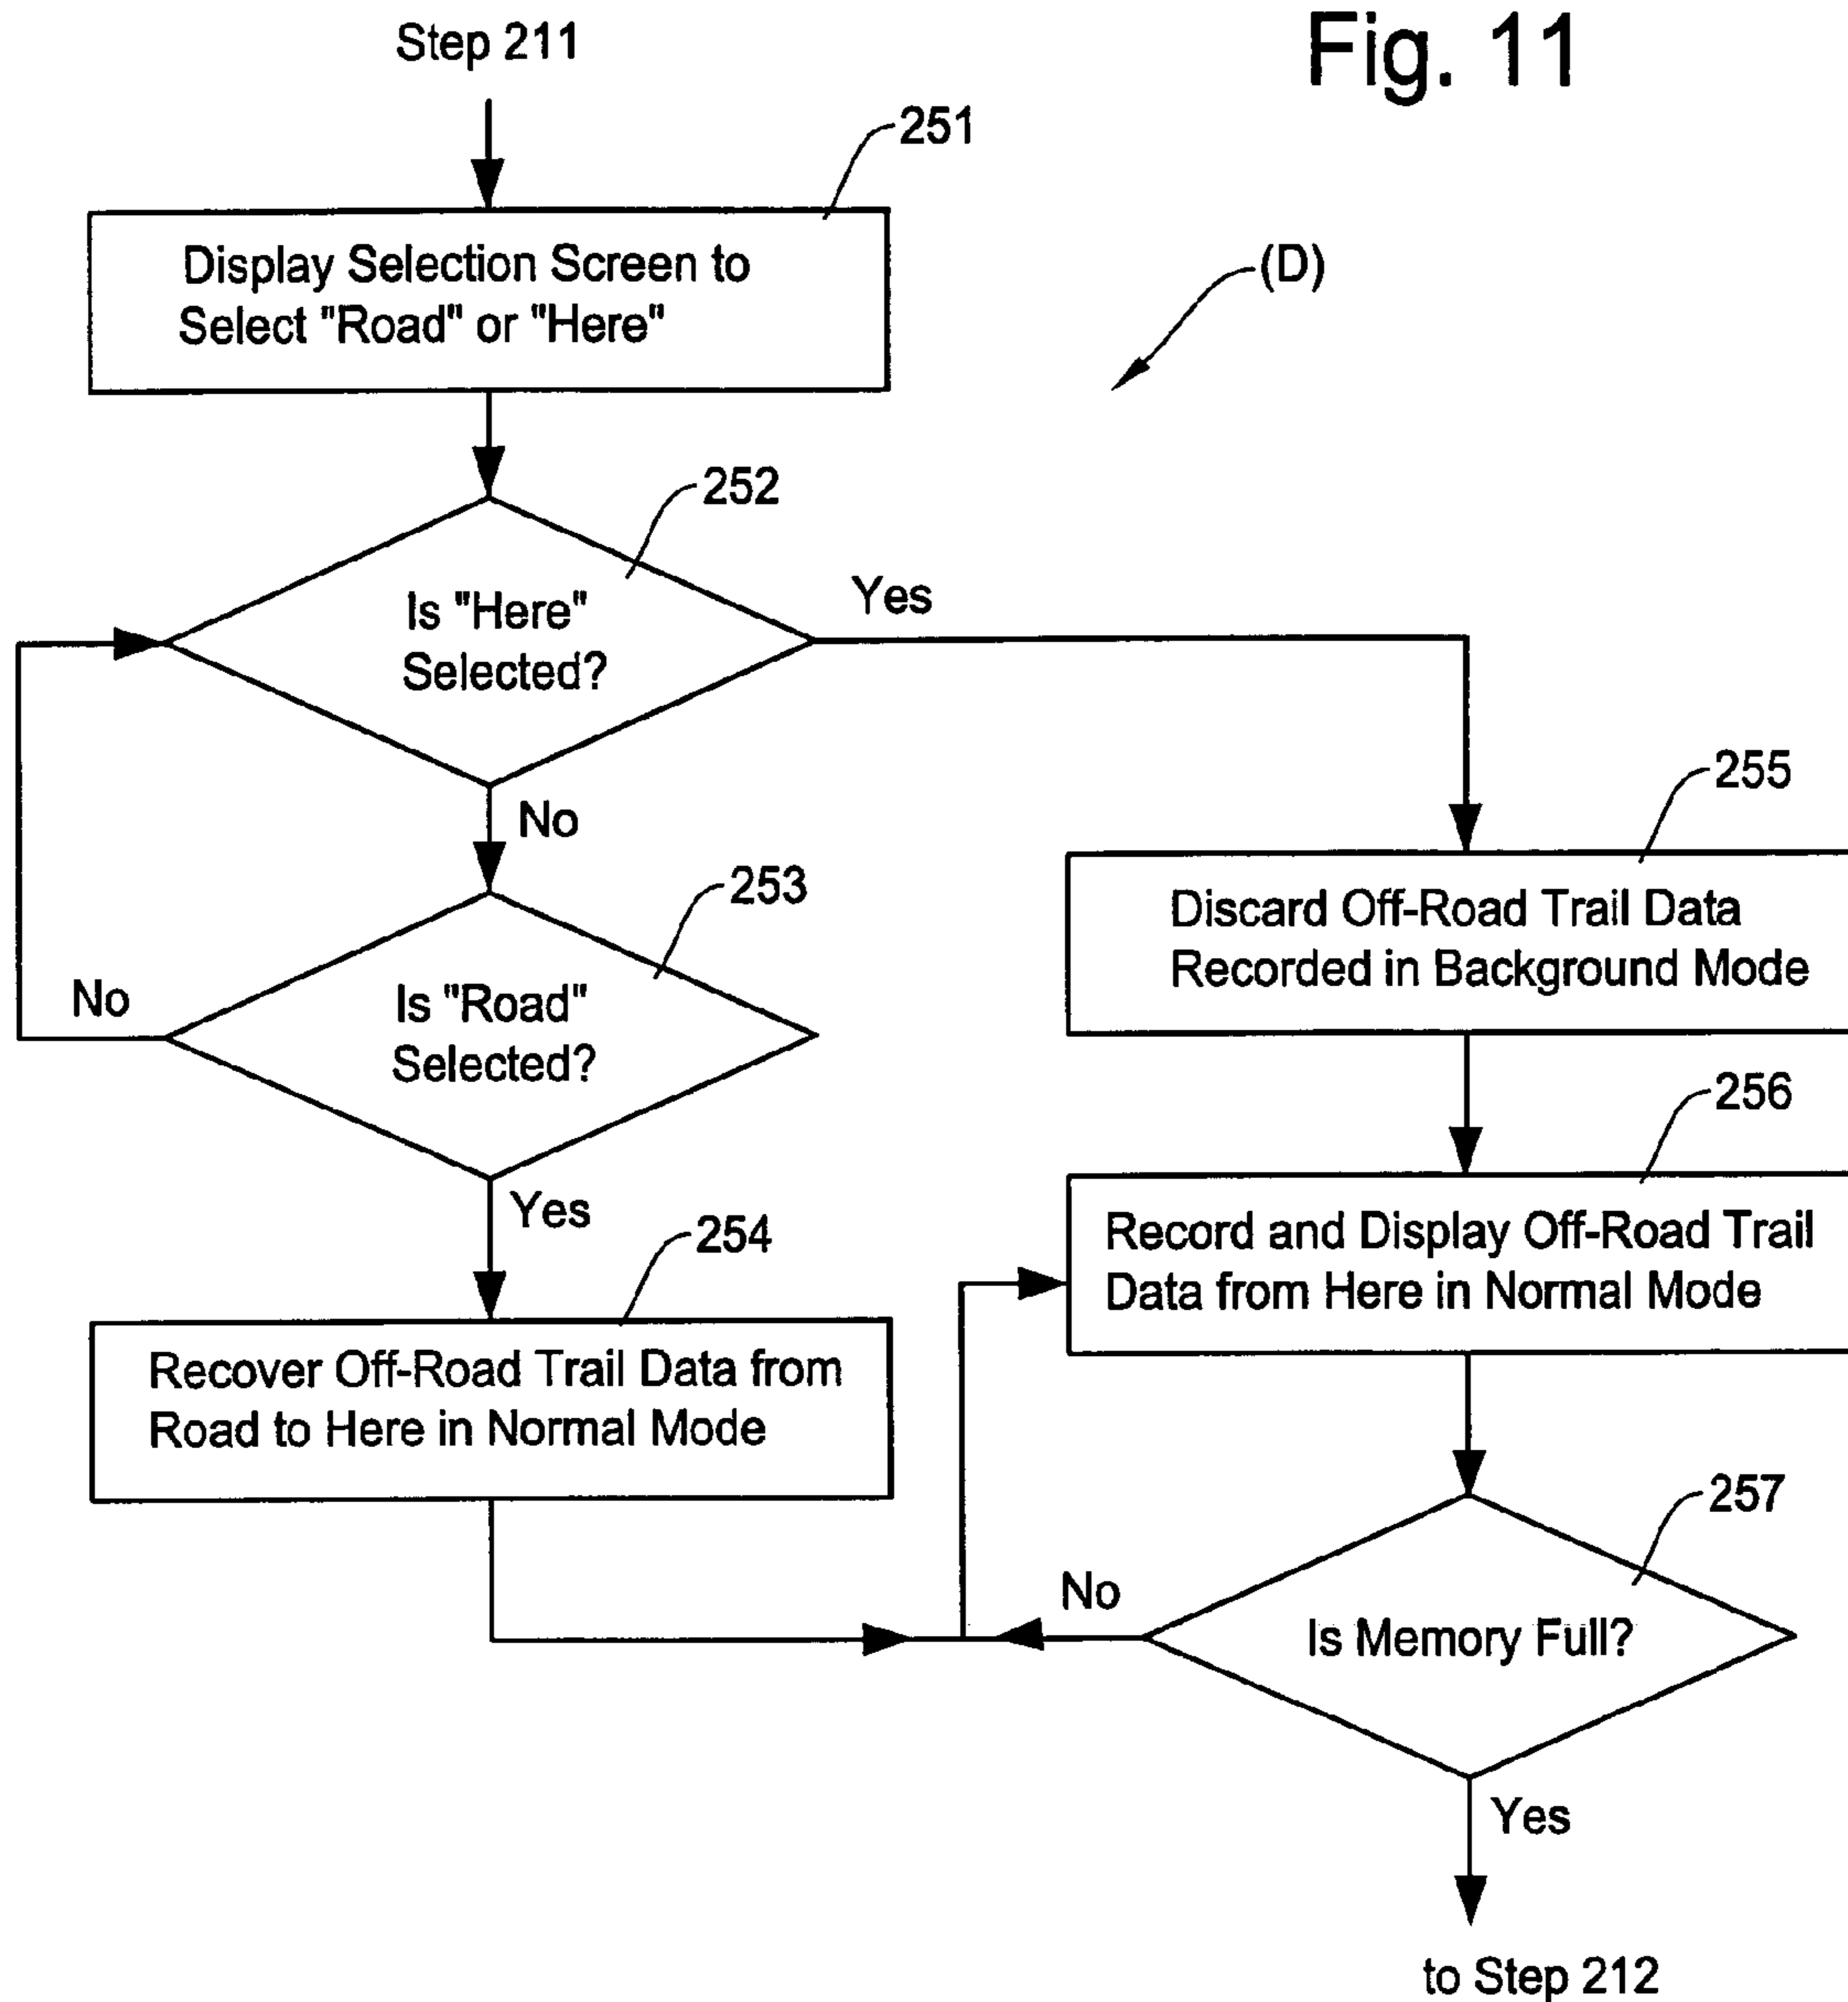 Step 211
Fig. 11
251
Display Selection Screen to
Select "Road" or "Here"
(D)
252
Is "Here"
Selected?
Yes
No
253
Is "Road"
Selected?
No
Yes
254
Recover Off-Road Trail Data from
Road to Here in Normal Mode
255
Discard Off-Road Trail Data
Recorded in Background Mode
256
Record and Display Off-Road Trail
Data from Here in Normal Mode
257
Is Memory Full?
No
Yes
to Step 212